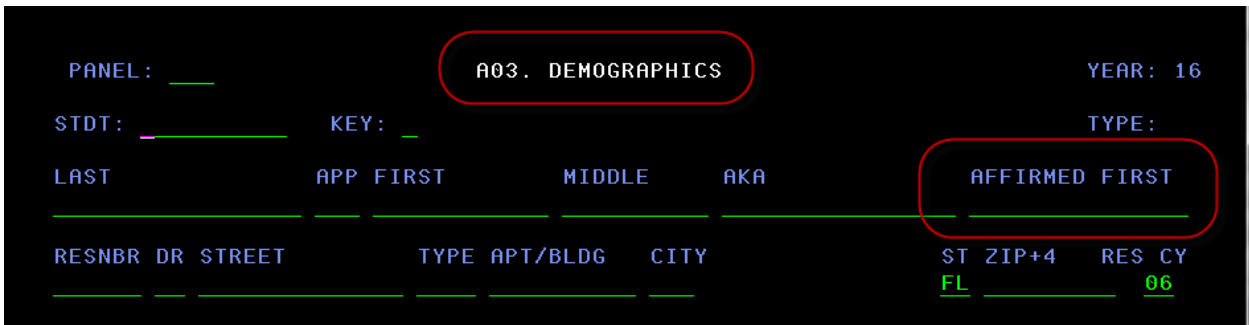 PANEL: A03. DEMOGRAPHICS YEAR: 16
STDT: KEY: TYPE:
LAST APP FIRST MIDDLE AKA AFFIRMED FIRST
RESNBR DR STREET TYPE APT/BLDG CITY ST ZIP+4 RES CY
FL 06